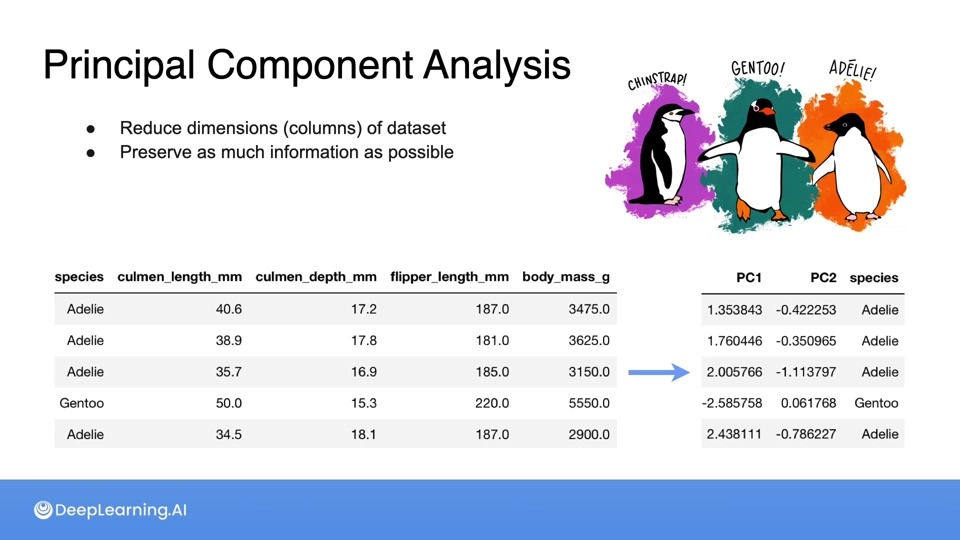 Principal Component Analysis
CHINSTRAP!
GENTOO!
ADÉLIE!
● Reduce dimensions (columns) of dataset
● Preserve as much information as possible
species culmen_length_mm culmen_depth_mm flipper_length_mm body_mass_g
Adelie 40.6 17.2 187.0 3475.0
Adelie 38.9 17.8 181.0 3625.0
Adelie 35.7 16.9 185.0 3150.0
Gentoo 50.0 15.3 220.0 5550.0
Adelie 34.5 18.1 187.0 2900.0
PC1 PC2 species
1.353843 -0.422253 Adelie
1.760446 -0.350965 Adelie
2.005766 -1.113797 Adelie
-2.585758 0.061768 Gentoo
2.438111 -0.786227 Adelie
DeepLearning.AI